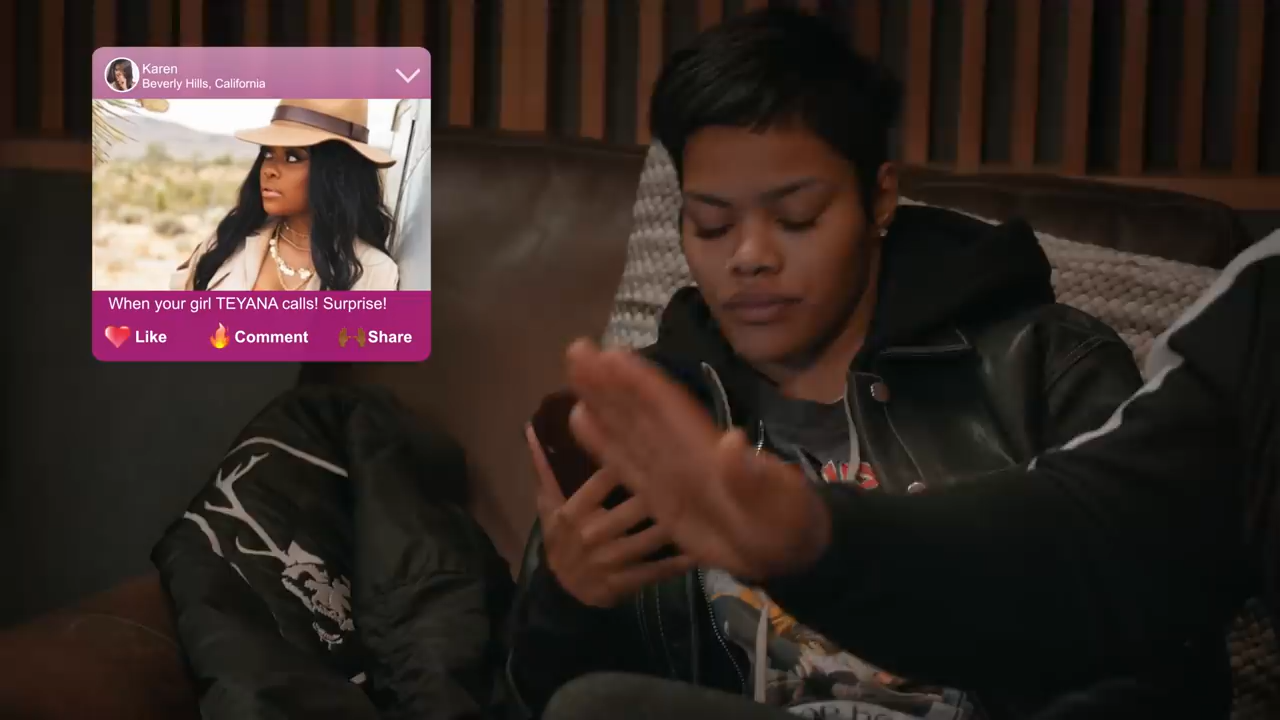 Karen
Beverly Hills, California
When your girl TEYANA calls! Surprise!
Like
Comment
Share